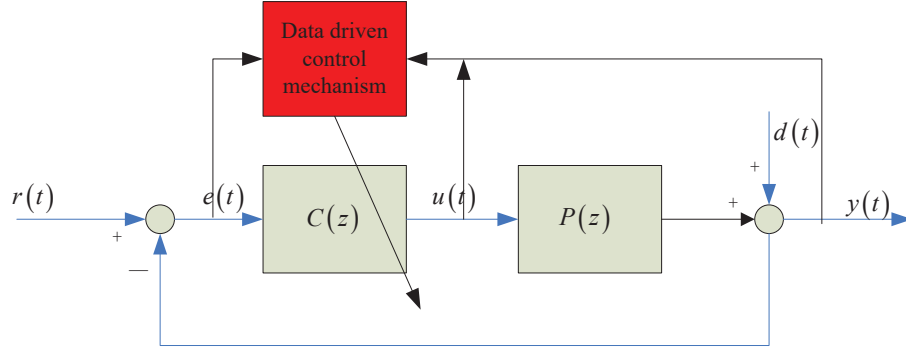 Data driven
control
mechanism
d(t)
r(t)
e(t)
u(t)
y(t)
C(z)
P(z)
+
+
+
—